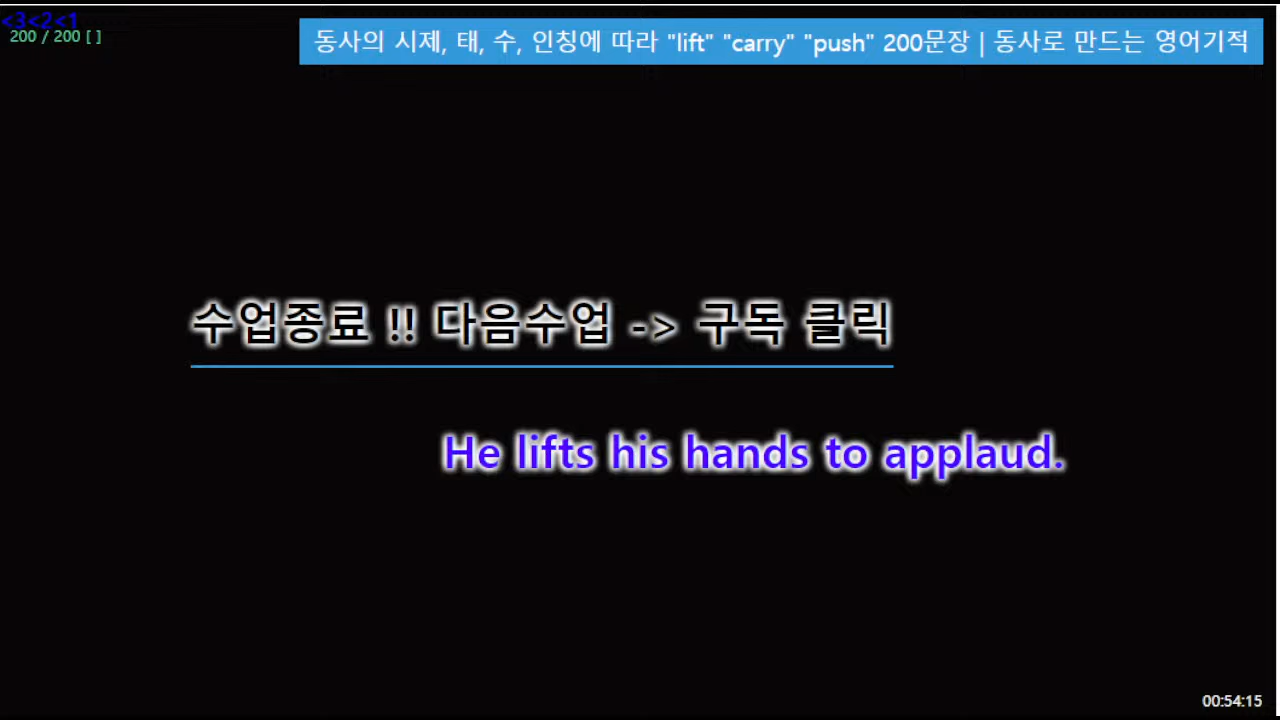 <3<2<1
200 / 200 [ ]
동사의 시제, 태, 수, 인칭에 따라 "lift" "carry" "push" 200문장 | 동사로 만드는 영어기적
수업종료 !! 다음수업 -> 구독 클릭
He lifts his hands to applaud.
00:54:15